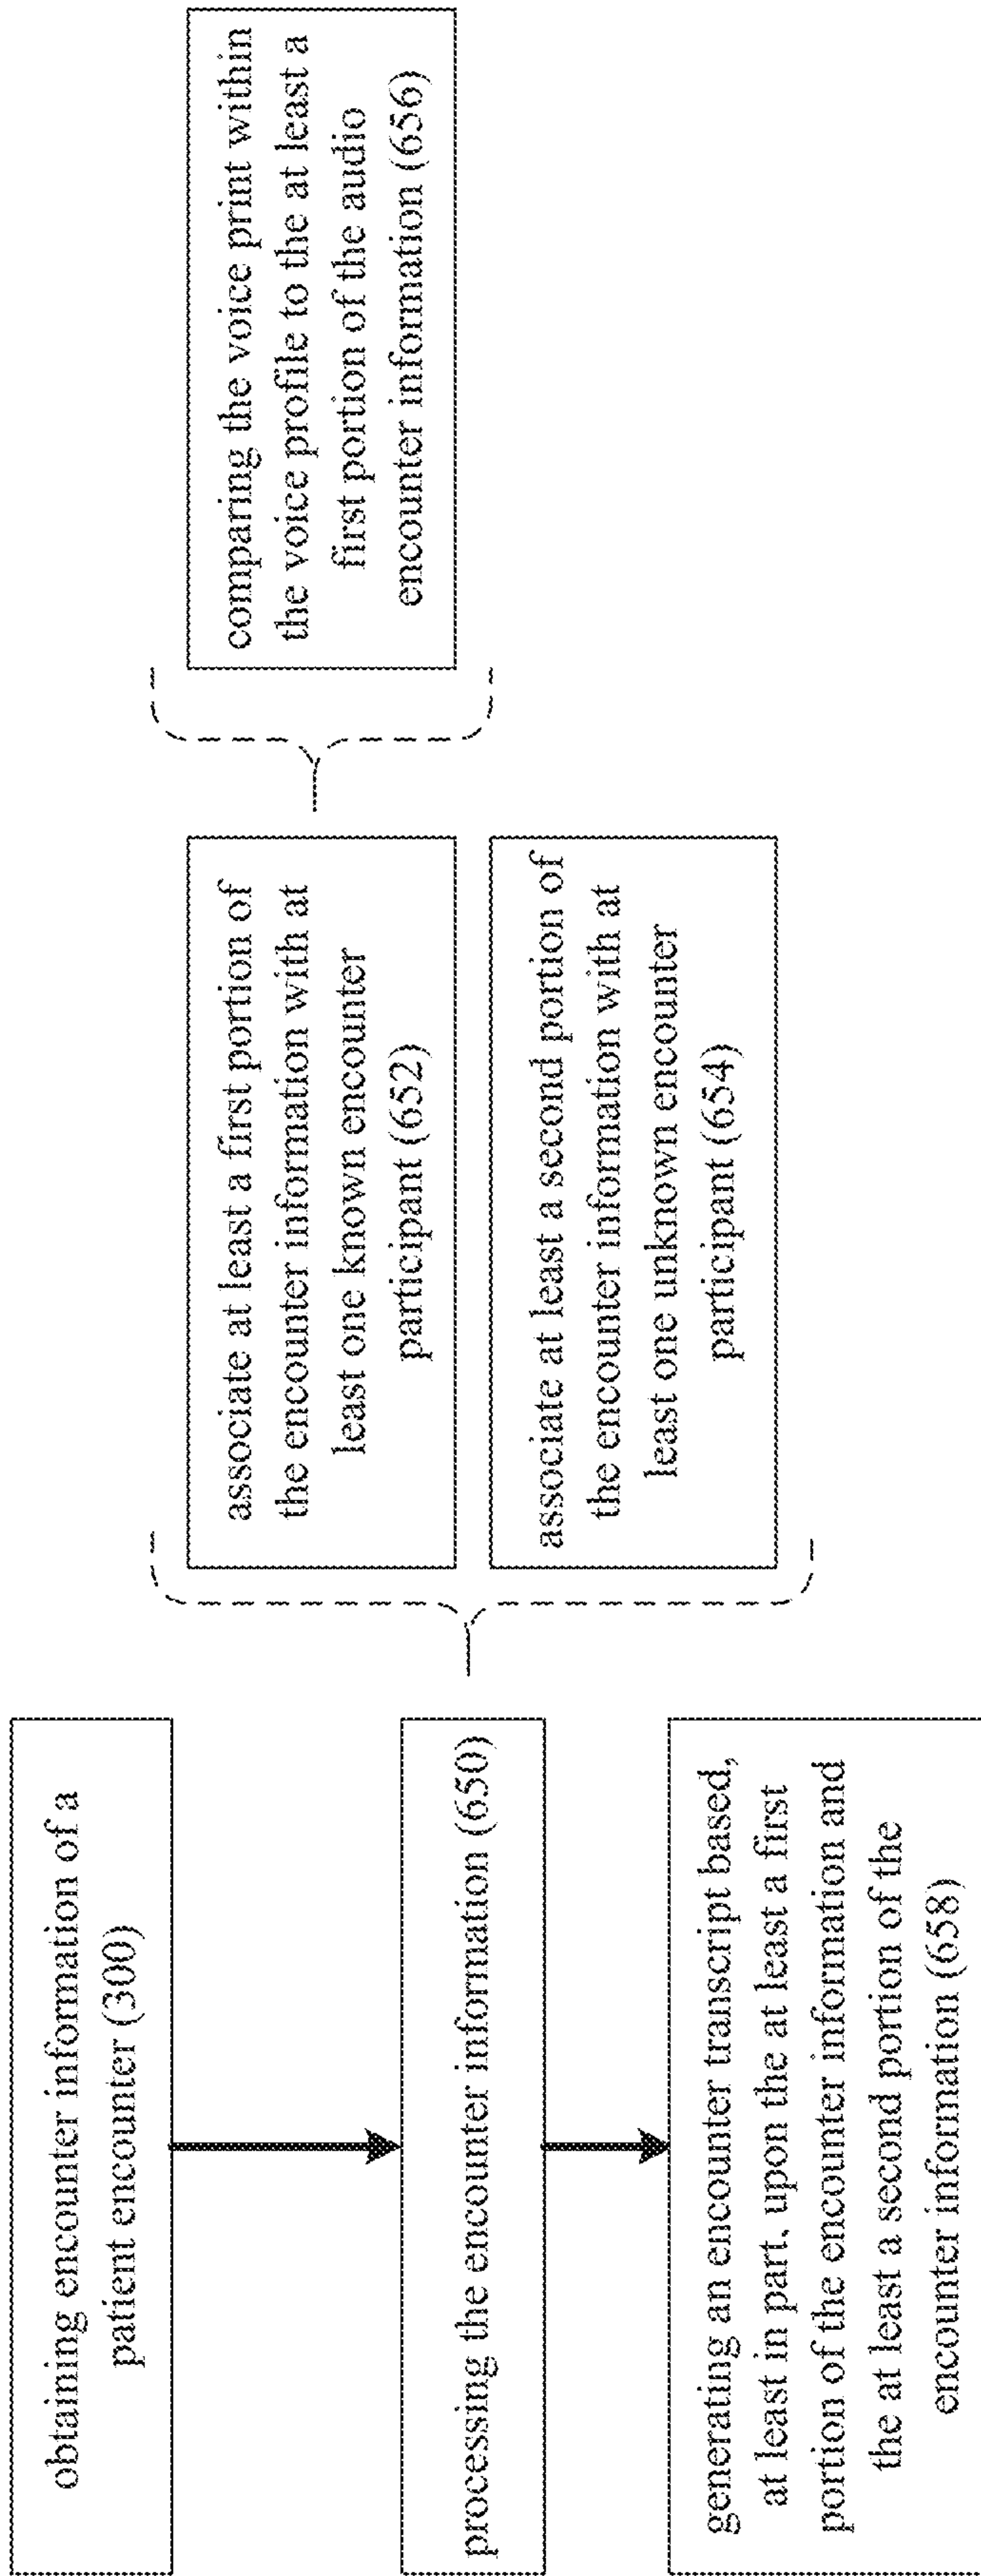 obtaining encounter information of a
patient encounter (300)
processing the encounter information (650)
generating an encounter transcript based,
at least in part, upon the at least a first
portion of the encounter information and
the at least a second portion of the
encounter information (658)
associate at least a first portion of
the encounter information with at
least one known encounter
participant (652)
associate at least a second portion of
the encounter information with at
least one unknown encounter
participant (654)
comparing the voice print within
the voice profile to the at least a
first portion of the audio
encounter information (656)